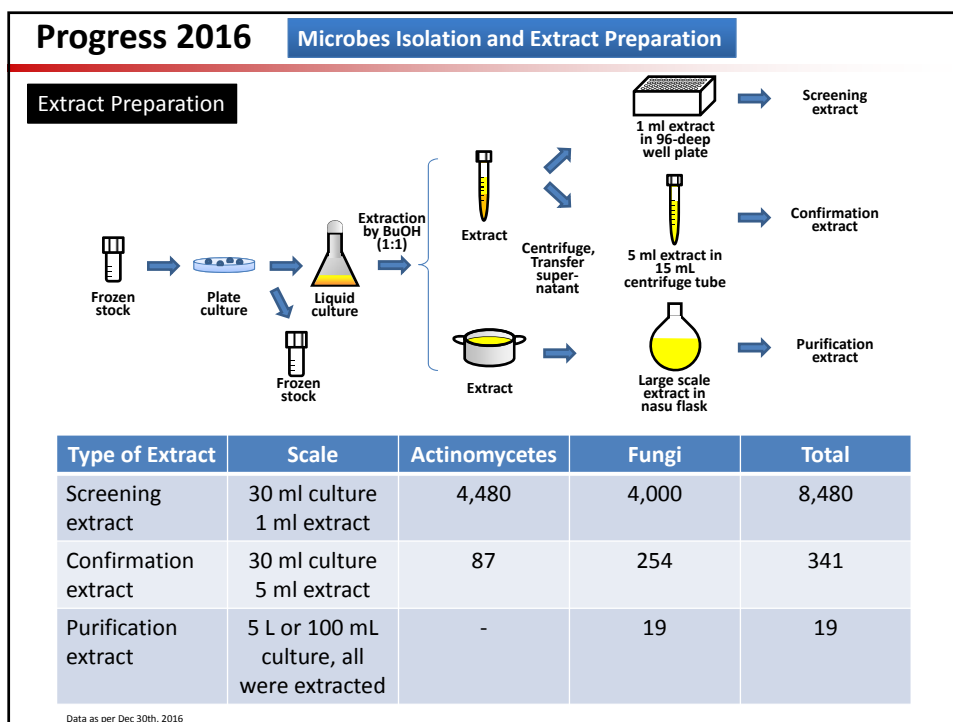 Progress 2016
Microbes Isolation and Extract Preparation
Extract Preparation
Frozen
stock
Plate
culture
Frozen
stock
Liquid
culture
Extraction
by BuOH
(1:1)
Extract
Extract
Centrifuge,
Transfer
super-
natant
1 ml extract
in 96-deep
well plate
Screening
extract
5 ml extract in
15 mL
centrifuge tube
Confirmation
extract
Large scale
extract in
nasu flask
Purification
extract
Type of Extract Scale Actinomycetes Fungi Total
Screening 30 ml culture 4,480 4,000 8,480
extract 1 ml extract
Confirmation 30 ml culture 87 254 341
extract 5 ml extract
Purification 5 L or 100 mL - 19 19
extract culture, all
were extracted
Data as per Dec 30th, 2016